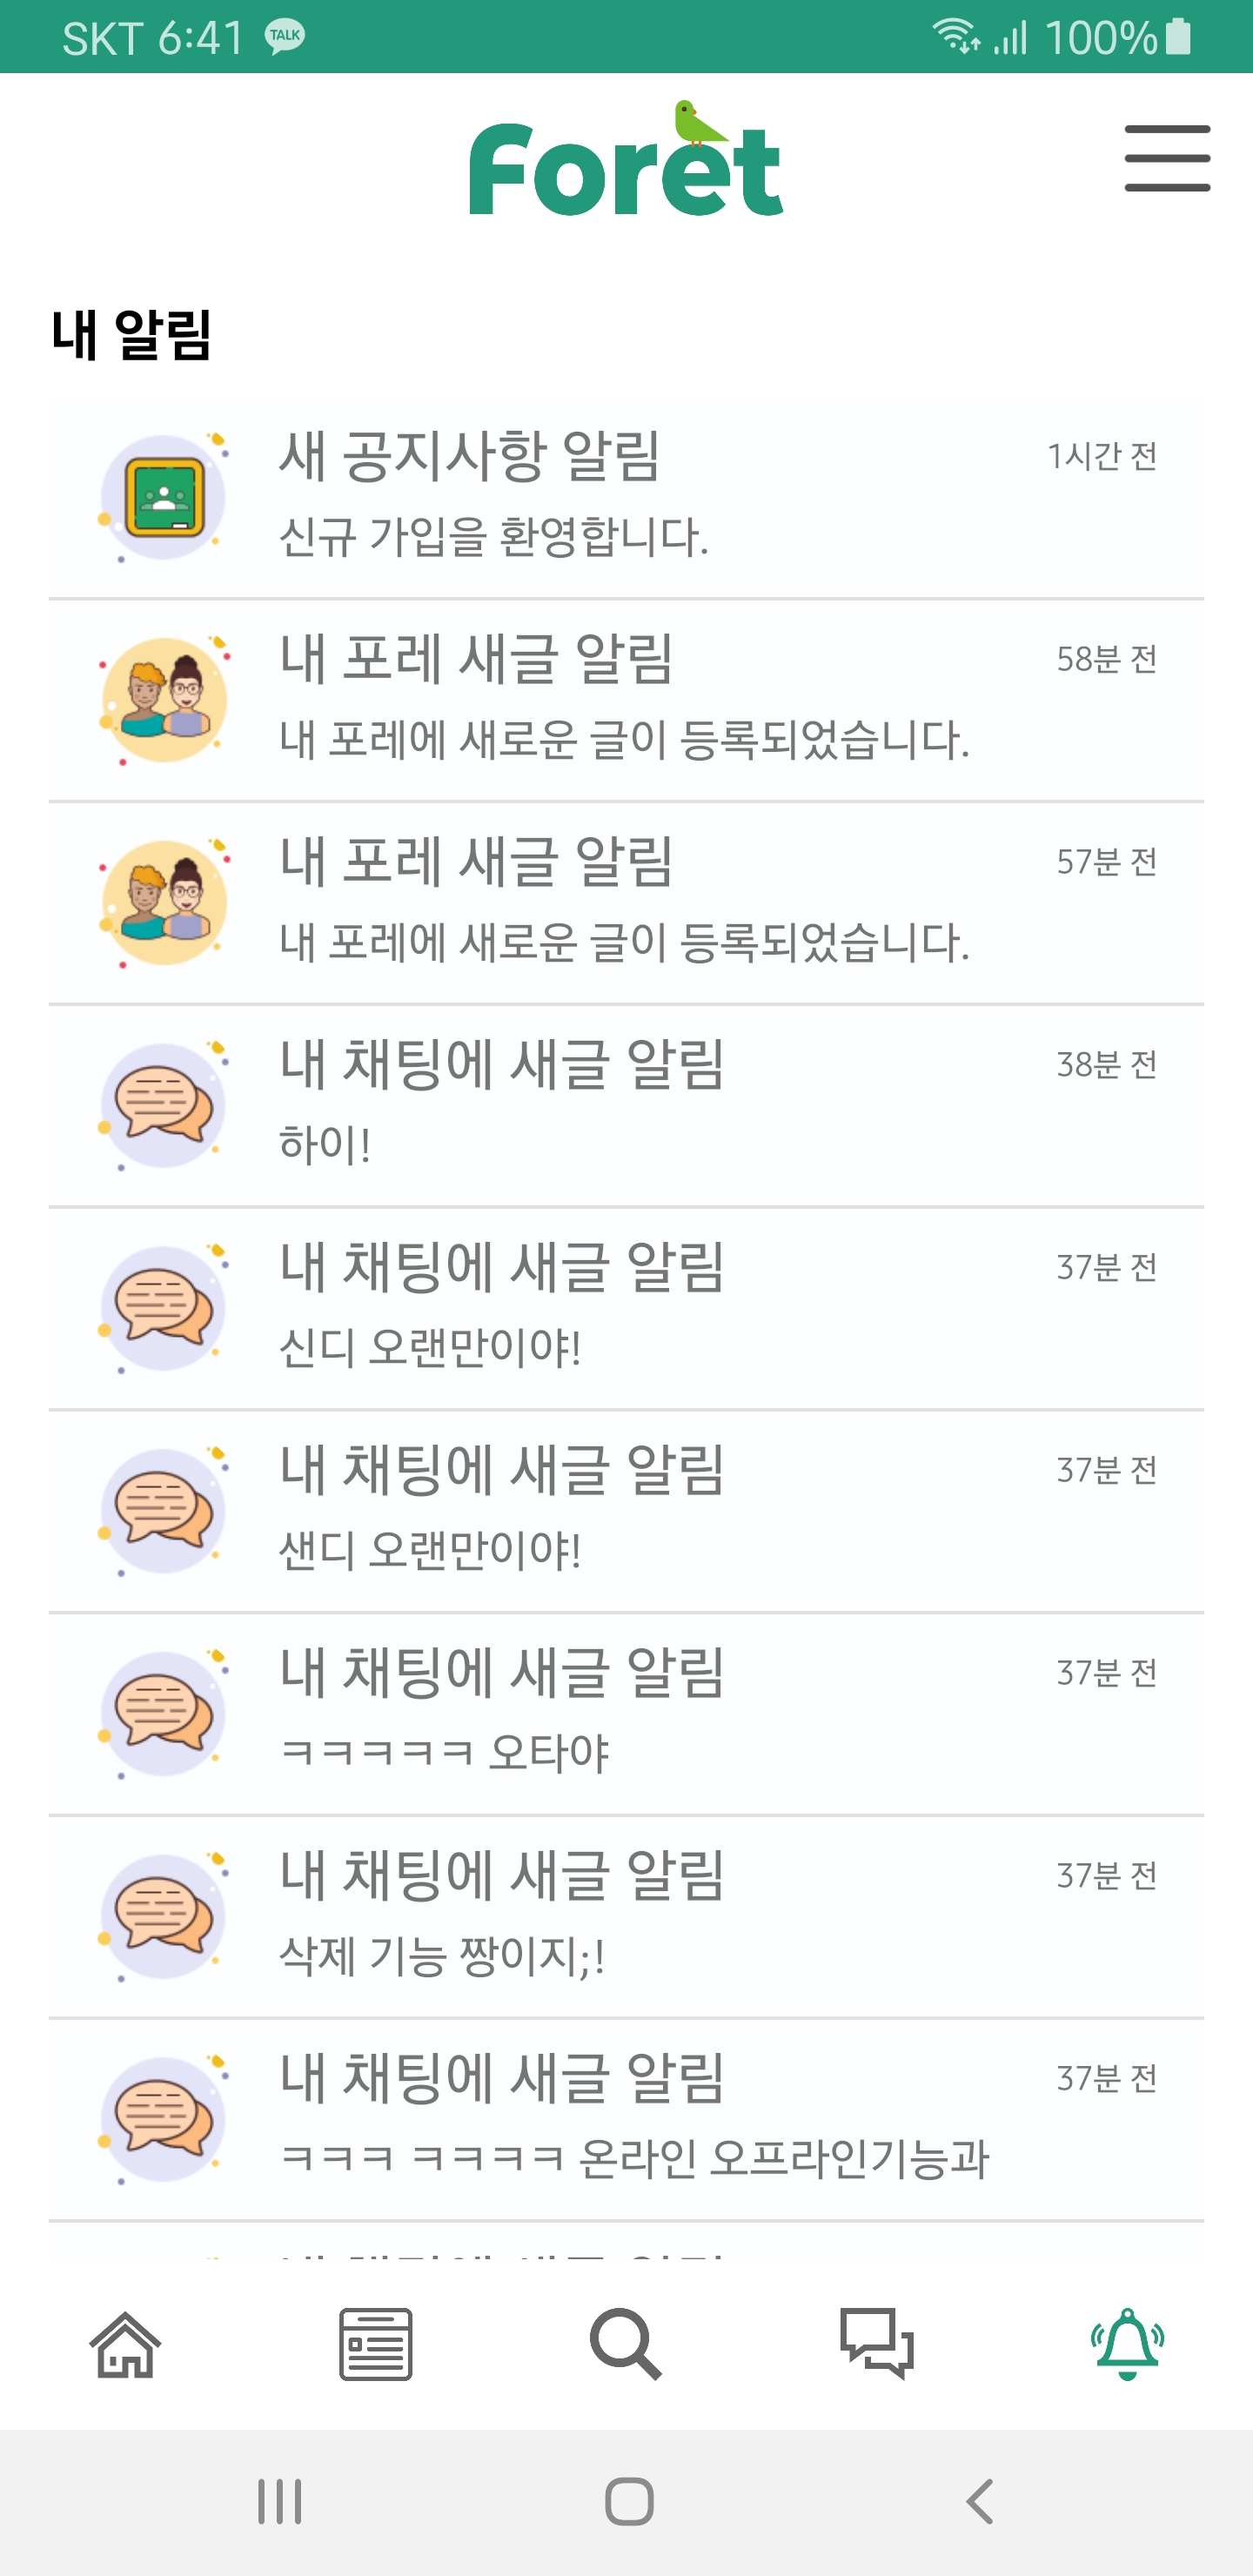 SKT 6:41 TALK 100%
Foret
내 알림
새 공지사항 알림 1시간 전
신규 가입을 환영합니다.
내 포레 새글 알림 58분 전
내 포레에 새로운 글이 등록되었습니다.
내 포레 새글 알림 57분 전
내 포레에 새로운 글이 등록되었습니다.
내 채팅에 새글 알림 38분 전
하이!
내 채팅에 새글 알림 37분 전
신디 오랜만이야!
내 채팅에 새글 알림 37분 전
샌디 오랜만이야!
내 채팅에 새글 알림 37분 전
ㅋㅋㅋㅋㅋ 오타야
내 채팅에 새글 알림 37분 전
삭제 기능 짱이지;!
내 채팅에 새글 알림 37분 전
ㅋㅋㅋ ㅋㅋㅋㅋ 온라인 오프라인기능과